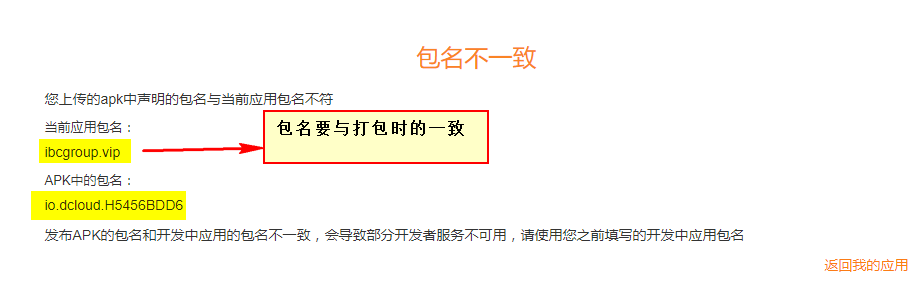 包名不一致
您上传的apk中声明的包名与当前应用包名不符
当前应用包名：
包名要与打包时的一致
ibcgroup.vip
APK中的包名：
io.dcloud.H5456BDD6
发布APK的包名和开发中应用的包名不一致，会导致部分开发者服务不可用，请使用您之前填写的开发中应用包名
返回我的应用